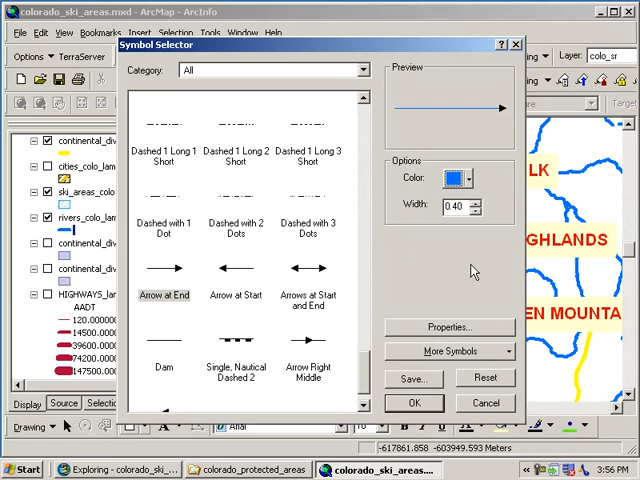 colorado_ski_areas.mxd - ArcMap - ArcInfo
File Edit View Bookmarks Insert Selection Tools Window Help
Options TerraServer
Layer: colo_sr
Symbol Selector
Category: All
Dashed 1 Long 1 Short
Dashed 1 Long 2 Short
Dashed 1 Long 3 Short
Dashed with 1 Dot
Dashed with 2 Dots
Dashed with 3 Dots
Arrow at End
Arrow at Start
Arrows at Start and End
Dam
Single, Nautical Dashed 2
Arrow Right Middle
Preview
Options
Color:
Width: 0.40
Properties...
More Symbols
Save... Reset
OK Cancel
continental_div
cities_colo_lam
ski_areas_colo
rivers_colo_lam
continental_div
continental_div
HIGHWAYS_lar
AADT
120.000000
14500.0000
39600.0000
74200.0000
147500.000
LK
GHLANDS
EN MOUNTA
Display Source Selection
Drawing
Arial 10 B I U A
-617861.858 -603949.593 Meters
Start Exploring - colorado_ski_... colorado_protected_areas colorado_ski_areas.... 3:56 PM